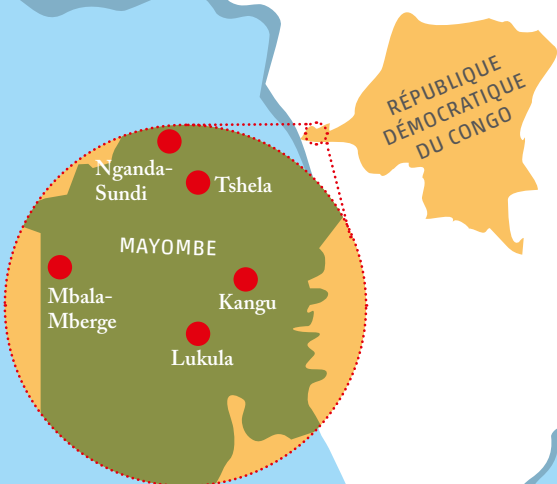 RÉPUBLIQUE
DÉMOCRATIQUE
DU CONGO
Nganda-
Sundi
Tshela
MAYOMBE
Mbala-
Mberge
Kangu
Lukula